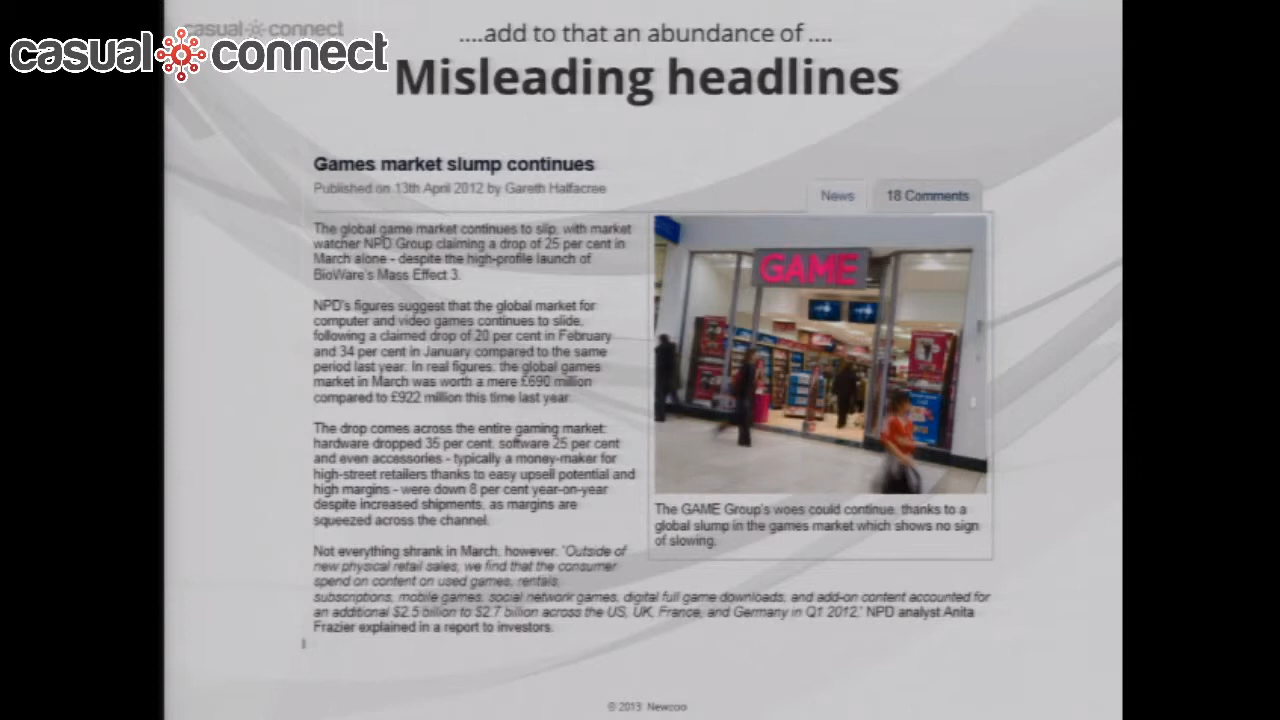 casual connect
casual connect
....add to that an abundance of ....
Misleading headlines
Games market slump continues
Published on 13th April 2012 by Gareth Halfacree
News
18 Comments
The global game market continues to slip, with market
watcher NPD Group claiming a drop of 25 per cent in
March alone - despite the high-profile launch of
BioWare's Mass Effect 3.
NPD's figures suggest that the global market for
computer and video games continues to slide,
following a claimed drop of 20 per cent in February
and 34 per cent in January compared to the same
period last year. In real figures, the global games
market in March was worth a mere £690 million
compared to £922 million this time last year.
The drop comes across the entire gaming market:
hardware dropped 35 per cent, software 25 per cent
and even accessories - typically a money-maker for
high-street retailers thanks to easy upsell potential and
high margins - were down 8 per cent year-on-year
despite increased shipments, as margins are
squeezed across the channel.
Not everything shrank in March, however. 'Outside of
new physical retail sales, we find that the consumer
spend on content on used games, rentals,
subscriptions, mobile games, social network games, digital full game downloads, and add-on content accounted for
an additional $2.5 billion to $2.7 billion across the US, UK, France, and Germany in Q1 2012,' NPD analyst Anita
Frazier explained in a report to investors.
GAME
The GAME Group's woes could continue, thanks to a
global slump in the games market which shows no sign
of slowing.
© 2013 Newzoo